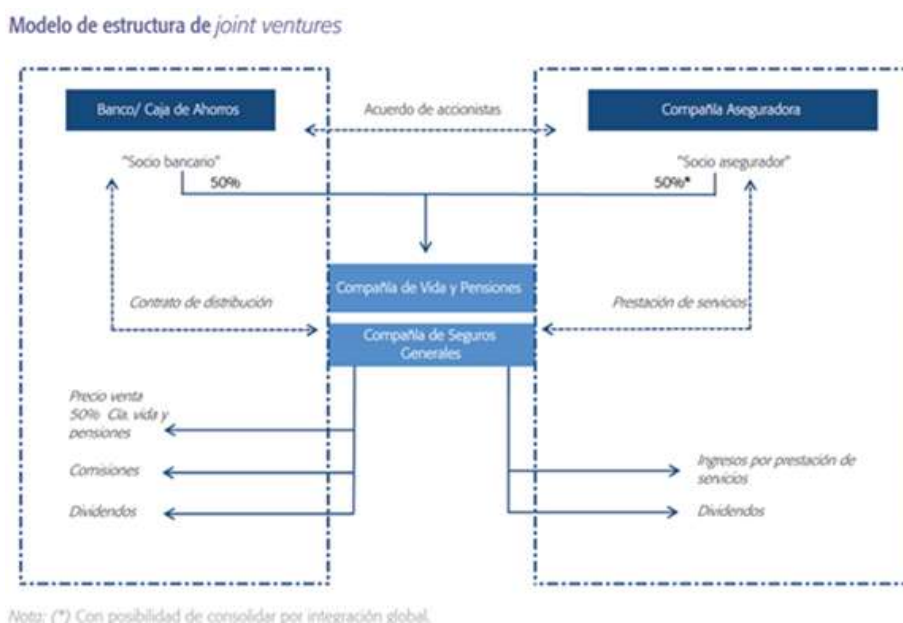 Modelo de estructura de joint ventures
Banco/ Caja de Ahorros
Acuerdo de accionistas
Compañía Aseguradora
"Socio bancario"
"Socio asegurador"
50%
50%*
Compañía de Vida y Pensiones
Contrato de distribución
Prestación de servicios
Compañía de Seguros
Generales
Precio venta
50% Cía. vida y
pensiones
Comisiones
Dividendos
Ingresos por prestación de
servicios
Dividendos
Nota: (*) Con posibilidad de consolidar por integración global.